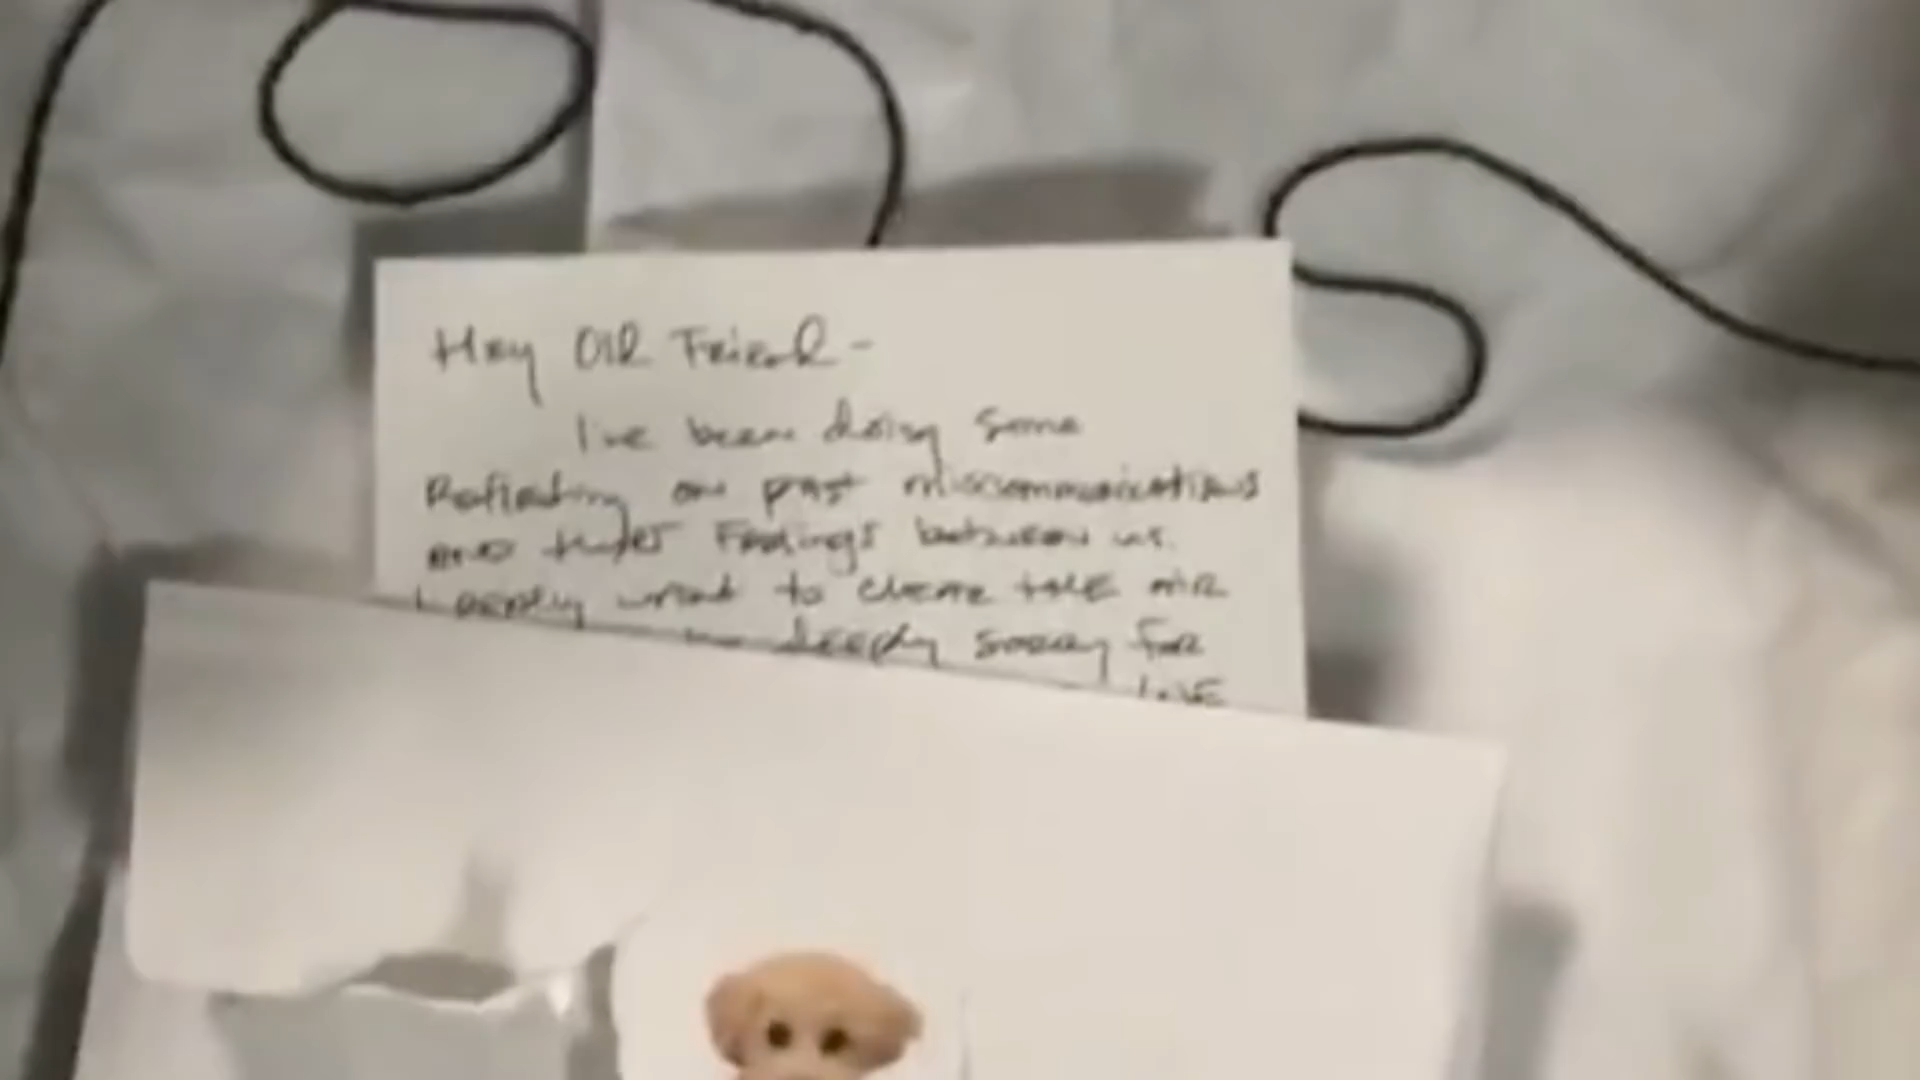 Hey Old Friend -
I've been doing some
Reflecting on past miscommunications
and Feelings between us.
I really want to clear the air
deeply sorry for